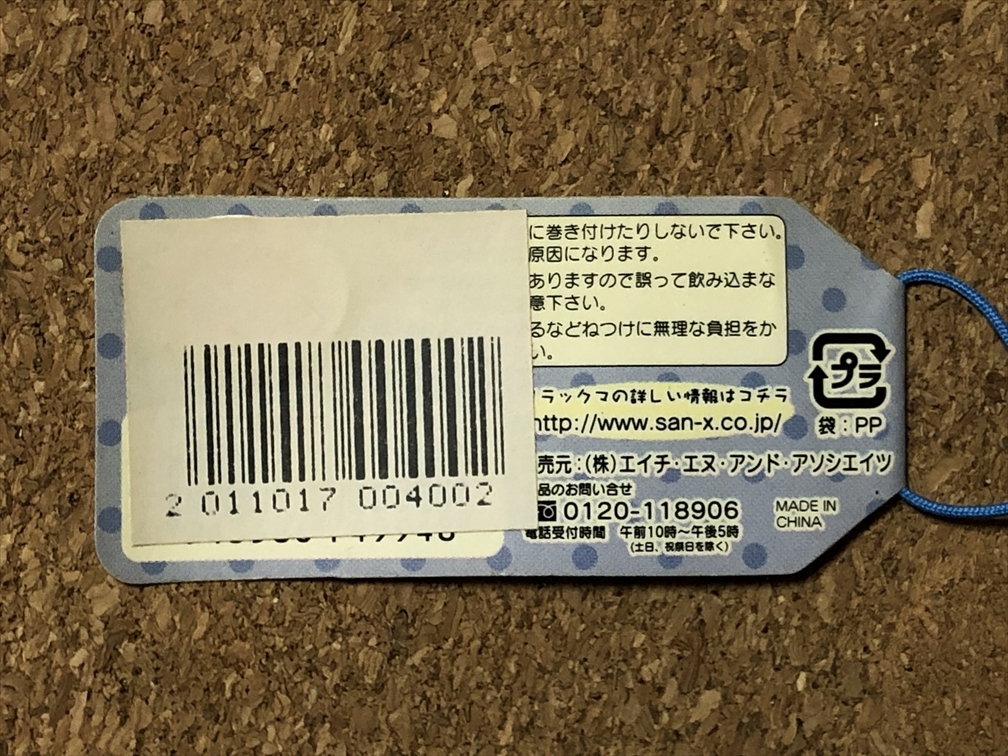 に巻き付けたりしないで下さい。
原因になります。
ありますので誤って飲み込まな
意下さい。
るなどねつけに無理な負担をか
い。
プラ
袋：PP
ラックマの詳しい情報はコチラ
http://www.san-x.co.jp/
売元：(株)エイチ・エヌ・アンド・アソシエイツ
品のお問い合せ
0120-118906
電話受付時間 午前10時〜午後5時
(土日、祝祭日を除く)
MADE IN
CHINA
2 011017 004002